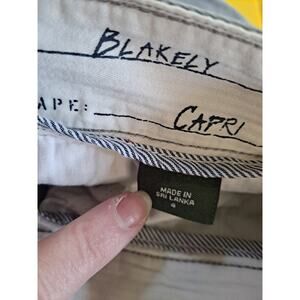 BLAKELY
APE: CAPRI
MADE IN
SRI LANKA
4